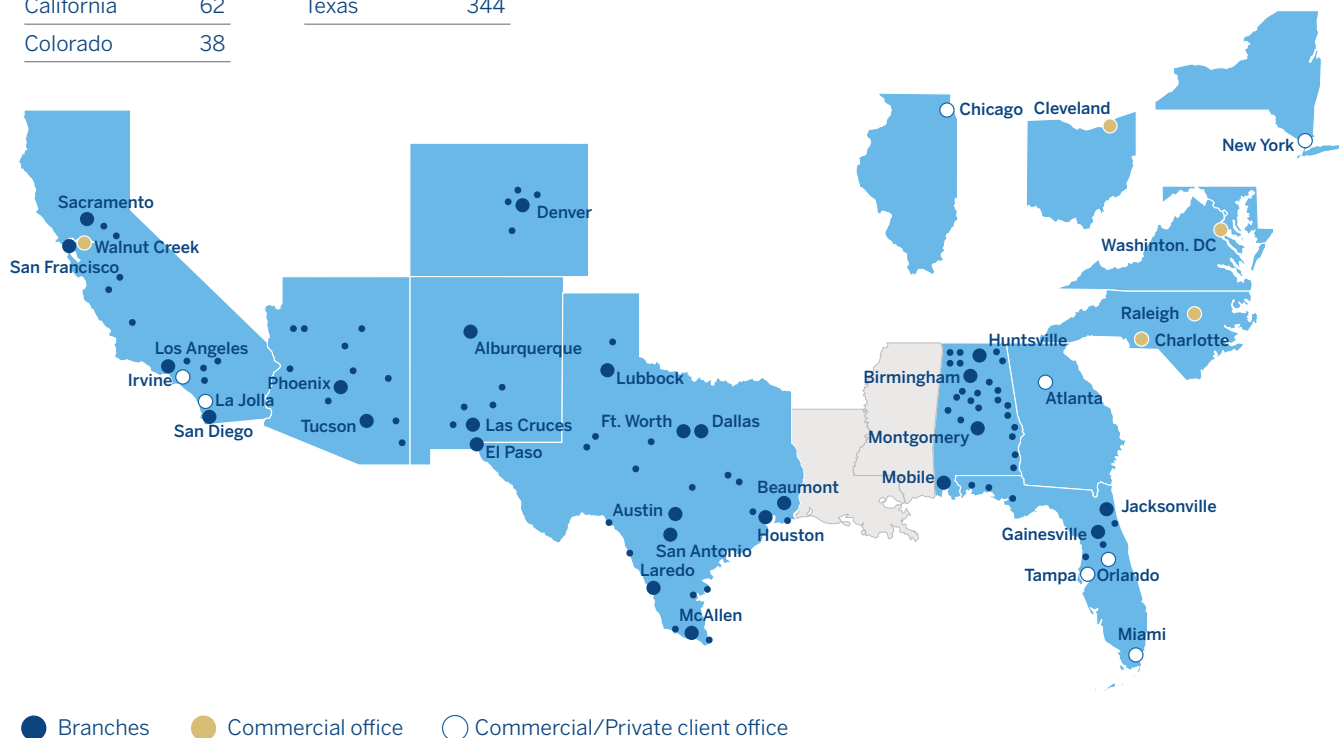 California 62
Texas 344
Colorado 38
Chicago
Cleveland
New York
Sacramento
Denver
Walnut Creek
Washinton. DC
San Francisco
Raleigh
Huntsville
Charlotte
Los Angeles
Alburquerque
Irvine
Phoenix
Lubbock
Birmingham
La Jolla
Atlanta
San Diego
Tucson
Las Cruces
Ft. Worth
Dallas
Montgomery
El Paso
Mobile
Beaumont
Austin
Jacksonville
Houston
Gainesville
San Antonio
Laredo
Tampa
Orlando
McAllen
Miami
Branches
Commercial office
Commercial/Private client office